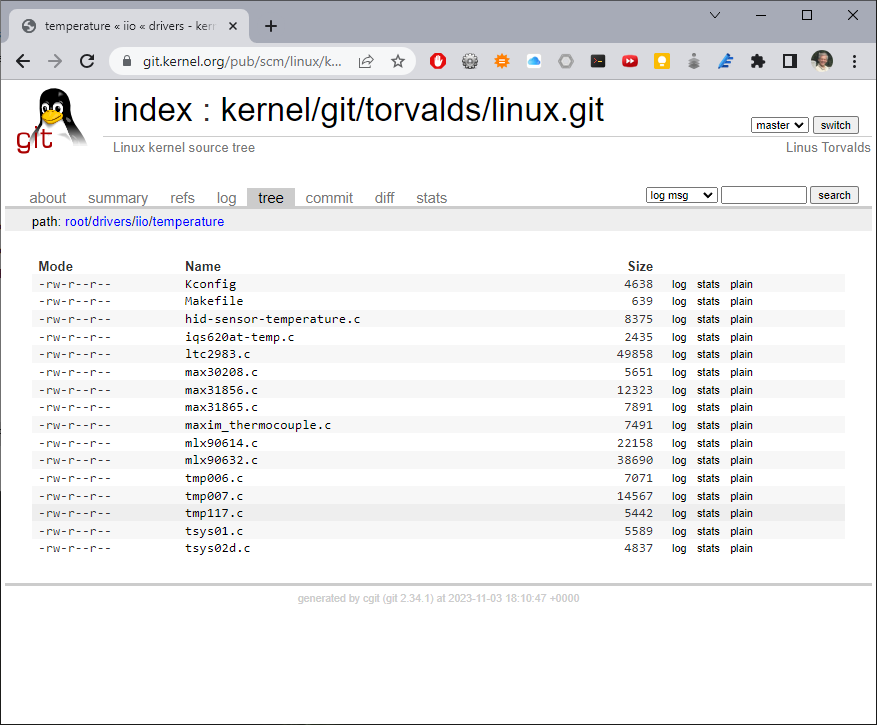 temperature « iio « drivers - kern
git.kernel.org/pub/scm/linux/k...
git
index : kernel/git/torvalds/linux.git
master switch
Linux kernel source tree Linus Torvalds
about summary refs log tree commit diff stats log msg search
path: root/drivers/iio/temperature
Mode Name Size
-rw-r--r-- Kconfig 4638 log stats plain
-rw-r--r-- Makefile 639 log stats plain
-rw-r--r-- hid-sensor-temperature.c 8375 log stats plain
-rw-r--r-- iqs620at-temp.c 2435 log stats plain
-rw-r--r-- ltc2983.c 49858 log stats plain
-rw-r--r-- max30208.c 5651 log stats plain
-rw-r--r-- max31856.c 12323 log stats plain
-rw-r--r-- max31865.c 7891 log stats plain
-rw-r--r-- maxim_thermocouple.c 7491 log stats plain
-rw-r--r-- mlx90614.c 22158 log stats plain
-rw-r--r-- mlx90632.c 38690 log stats plain
-rw-r--r-- tmp006.c 7071 log stats plain
-rw-r--r-- tmp007.c 14567 log stats plain
-rw-r--r-- tmp117.c 5442 log stats plain
-rw-r--r-- tsys01.c 5589 log stats plain
-rw-r--r-- tsys02d.c 4837 log stats plain
generated by cgit (git 2.34.1) at 2023-11-03 18:10:47 +0000